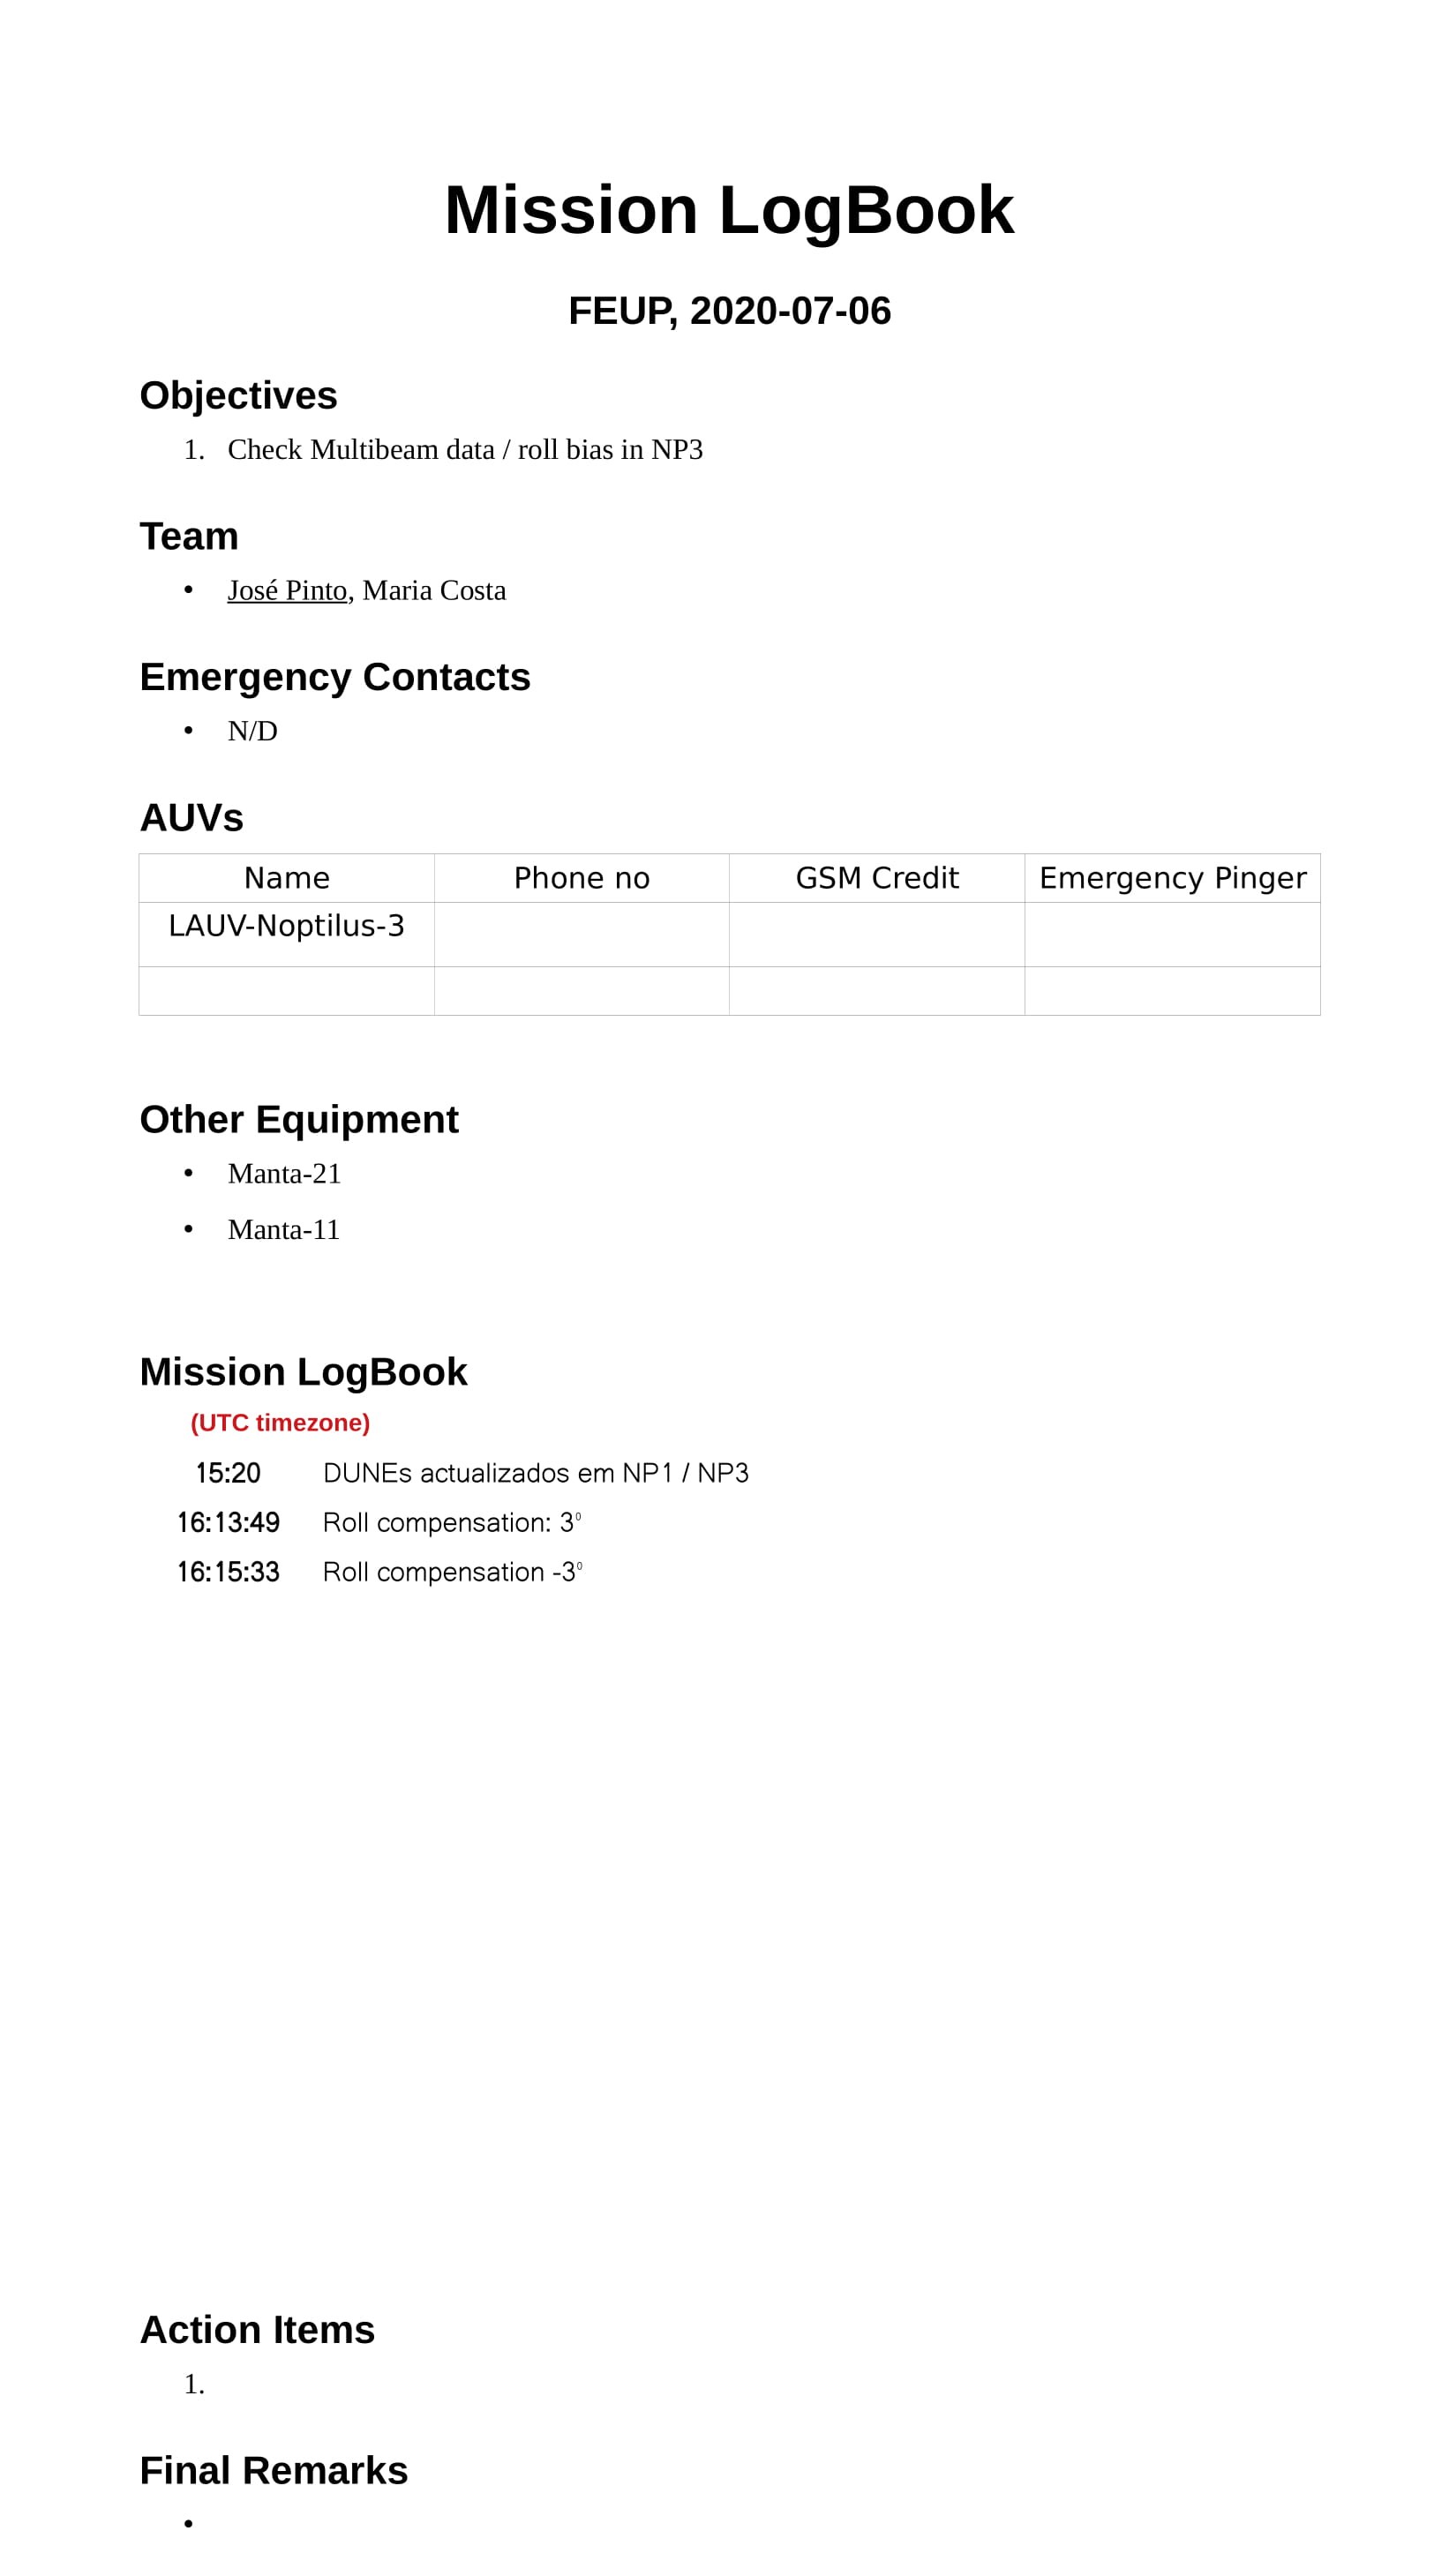 Mission LogBook
FEUP, 2020-07-06
Objectives
1. Check Multibeam data / roll bias in NP3
Team
• José Pinto, Maria Costa
Emergency Contacts
• N/D
AUVs
Name Phone no GSM Credit Emergency Pinger
LAUV-Noptilus-3
Other Equipment
• Manta-21
• Manta-11
Mission LogBook
(UTC timezone)
15:20 DUNEs actualizados em NP1 / NP3
16:13:49 Roll compensation: 3⁰
16:15:33 Roll compensation -3⁰
Action Items
1.
Final Remarks
•